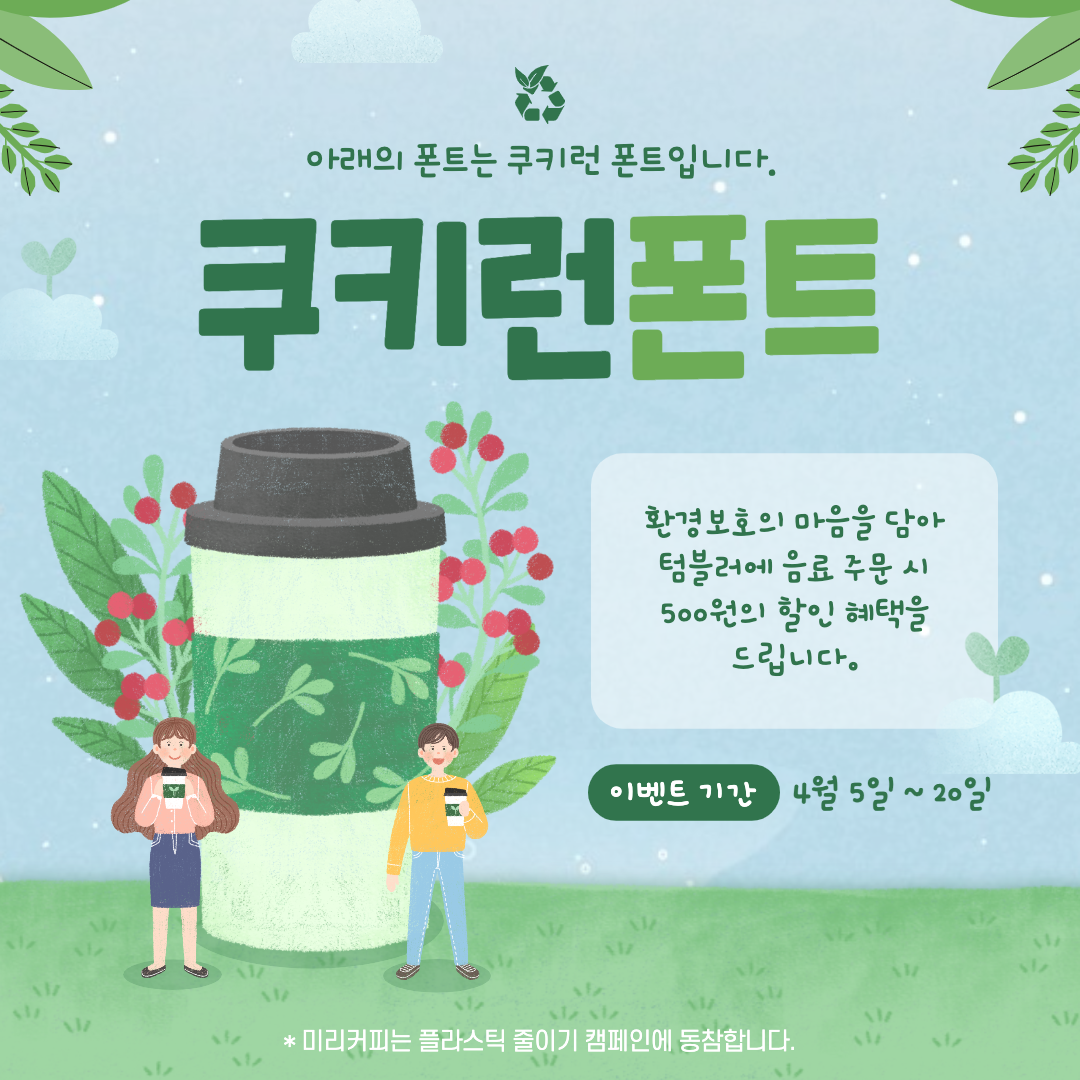 아래의 폰트는 쿠키런 폰트입니다.
쿠키런폰트
환경보호의 마음을 담아
텀블러에 음료 주문 시
500원의 할인 혜택을
드립니다.
이벤트 기간 4월 5일 ~ 20일
* 미리커피는 플라스틱 줄이기 캠페인에 동참합니다.